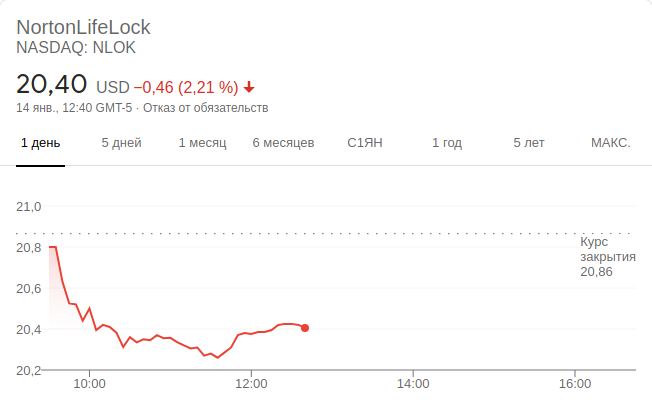 NortonLifeLock
NASDAQ: NLOK
20,40 USD −0,46 (2,21 %)
14 янв., 12:40 GMT-5 · Отказ от обязательств
1 день 5 дней 1 месяц 6 месяцев С1ЯН 1 год 5 лет МАКС.
21,0
20,8
20,6
20,4
20,2
Курс
закрытия
20,86
10:00 12:00 14:00 16:00